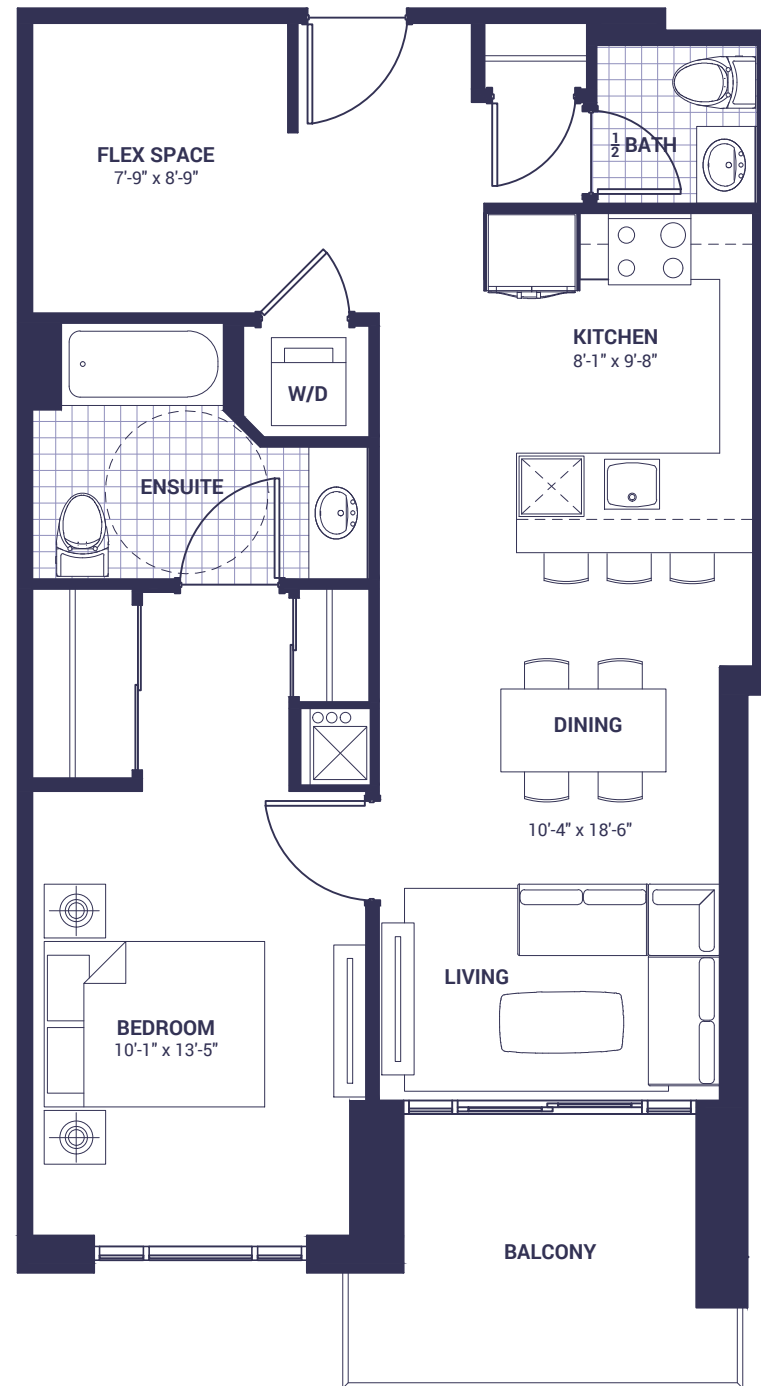 FLEX SPACE
7'-9" x 8'-9"
½ BATH
KITCHEN
8'-1" x 9'-8"
W/D
ENSUITE
DINING
10'-4" x 18'-6"
LIVING
BEDROOM
10'-1" x 13'-5"
BALCONY